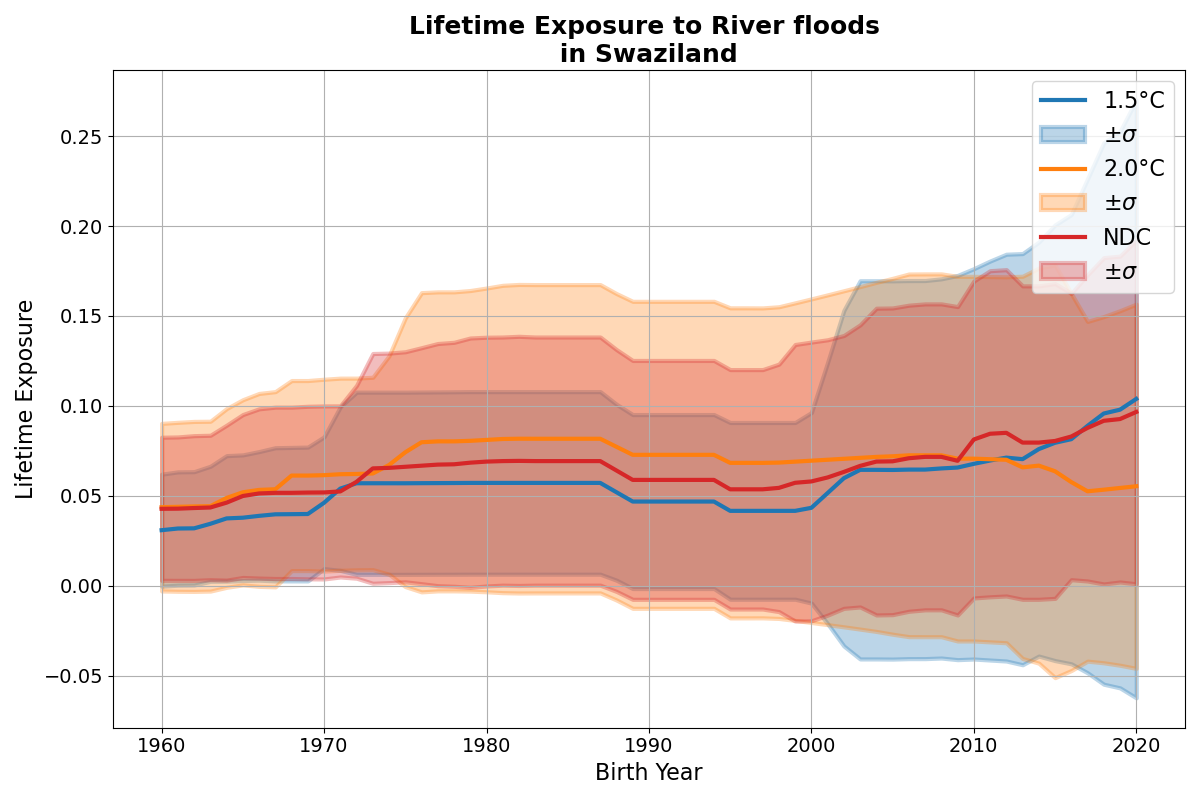 Lifetime Exposure to River floods
in Swaziland
Lifetime Exposure
0.25
0.20
0.15
0.10
0.05
0.00
−0.05
1960
1970
1980
1990
2000
2010
2020
Birth Year
1.5°C
±σ
2.0°C
±σ
NDC
±σ